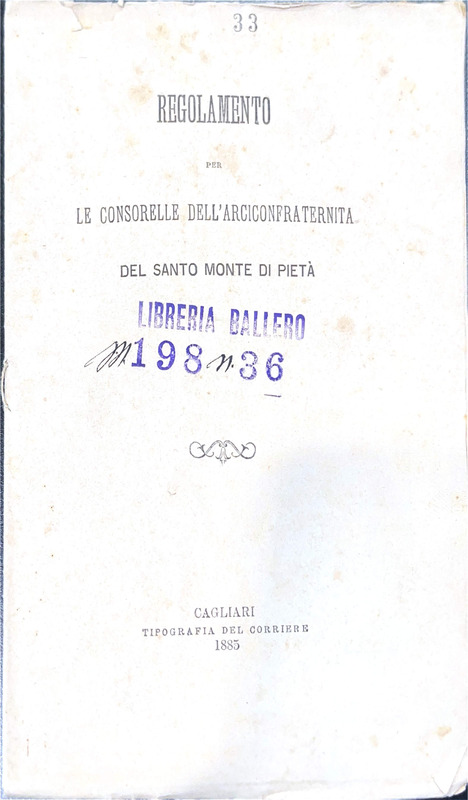 33
REGOLAMENTO
PER
LE CONSORELLE DELL'ARCICONFRATERNITA
DEL SANTO MONTE DI PIETÀ
LIBRERIA BALLERO
M. 198 n. 36
CAGLIARI
TIPOGRAFIA DEL CORRIERE
1885